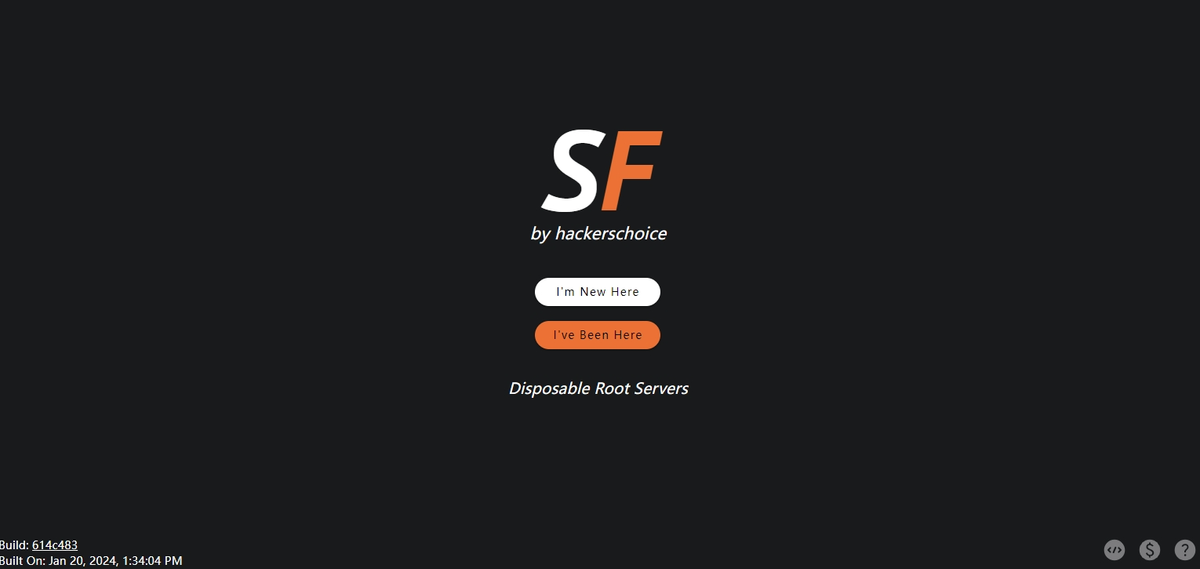 SF
by hackerschoice
I'm New Here
I've Been Here
Disposable Root Servers
Build: 614c483
Built On: Jan 20, 2024, 1:34:04 PM
</>
$
?